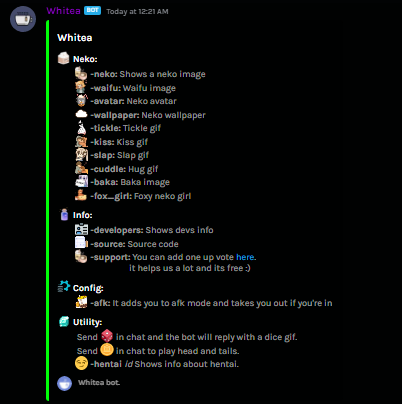 Whitea BOT Today at 12:21 AM
Whitea
Neko:
-neko: Shows a neko image
-waifu: Waifu image
-avatar: Neko avatar
-wallpaper: Neko wallpaper
-tickle: Tickle gif
-kiss: Kiss gif
-slap: Slap gif
-cuddle: Hug gif
-baka: Baka image
-fox_girl: Foxy neko girl
Info:
-developers: Shows devs info
-source: Source code
-support: You can add one up vote here.
it helps us a lot and its free :)
Config:
-afk: It adds you to afk mode and takes you out if you're in
Utility:
Send in chat and the bot will reply with a dice gif.
Send in chat to play head and tails.
-hentai id Shows info about hentai.
Whitea bot.